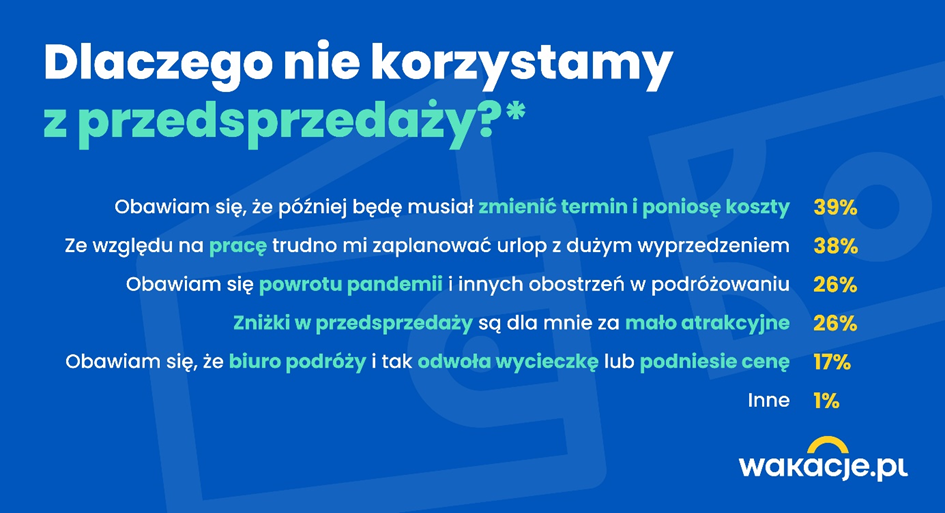 Dlaczego nie korzystamy
z przedsprzedaży?*
Obawiam się, że później będę musiał zmienić termin i poniosę koszty 39%
Ze względu na pracę trudno mi zaplanować urlop z dużym wyprzedzeniem 38%
Obawiam się powrotu pandemii i innych obostrzeń w podróżowaniu 26%
Zniżki w przedsprzedaży są dla mnie za mało atrakcyjne 26%
Obawiam się, że biuro podróży i tak odwoła wycieczkę lub podniesie cenę 17%
Inne 1%
wakacje.pl